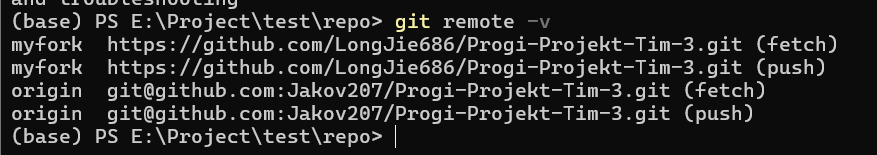 and troubleshooting
(base) PS E:\Project\test\repo> git remote -v
myfork  https://github.com/LongJie686/Progi-Projekt-Tim-3.git (fetch)
myfork  https://github.com/LongJie686/Progi-Projekt-Tim-3.git (push)
origin  git@github.com:Jakov207/Progi-Projekt-Tim-3.git (fetch)
origin  git@github.com:Jakov207/Progi-Projekt-Tim-3.git (push)
(base) PS E:\Project\test\repo>